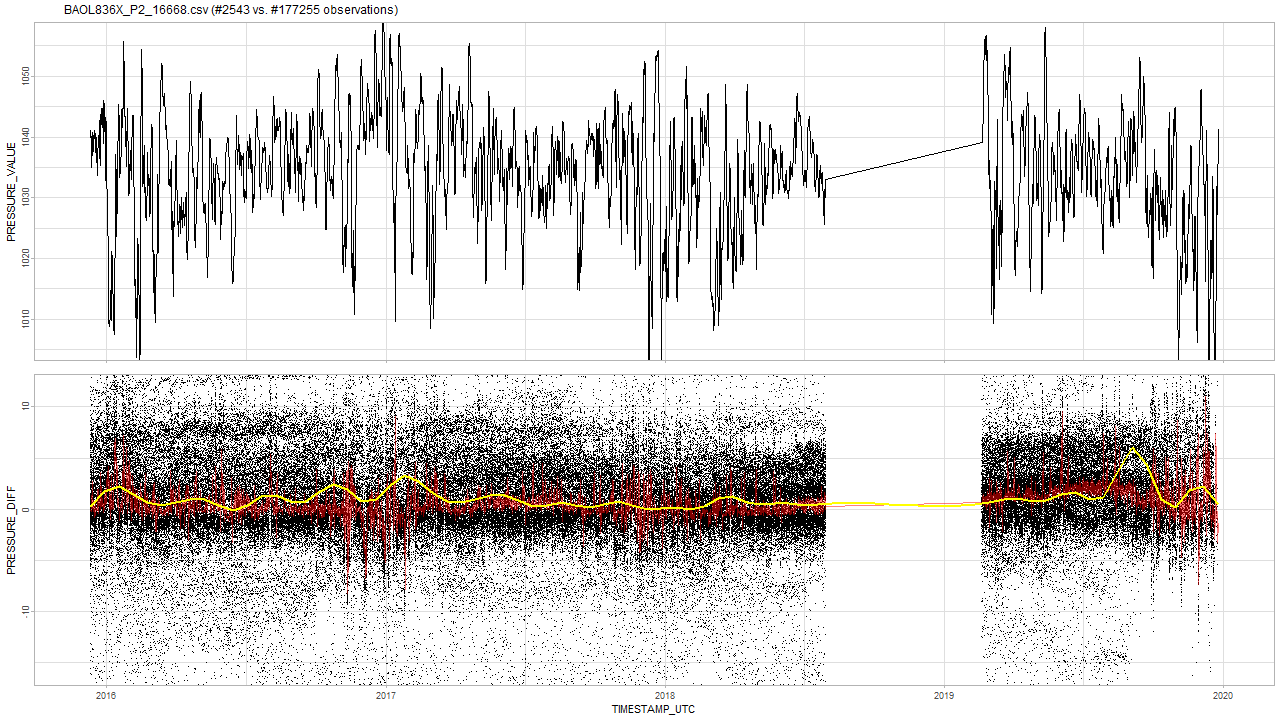 BAOL836X_P2_16668.csv (#2543 vs. #177255 observations)
PRESSURE_VALUE
1050
1040
1030
1020
1010
PRESSURE_DIFF
10
0
-10
2016 2017 2018 2019 2020
TIMESTAMP_UTC